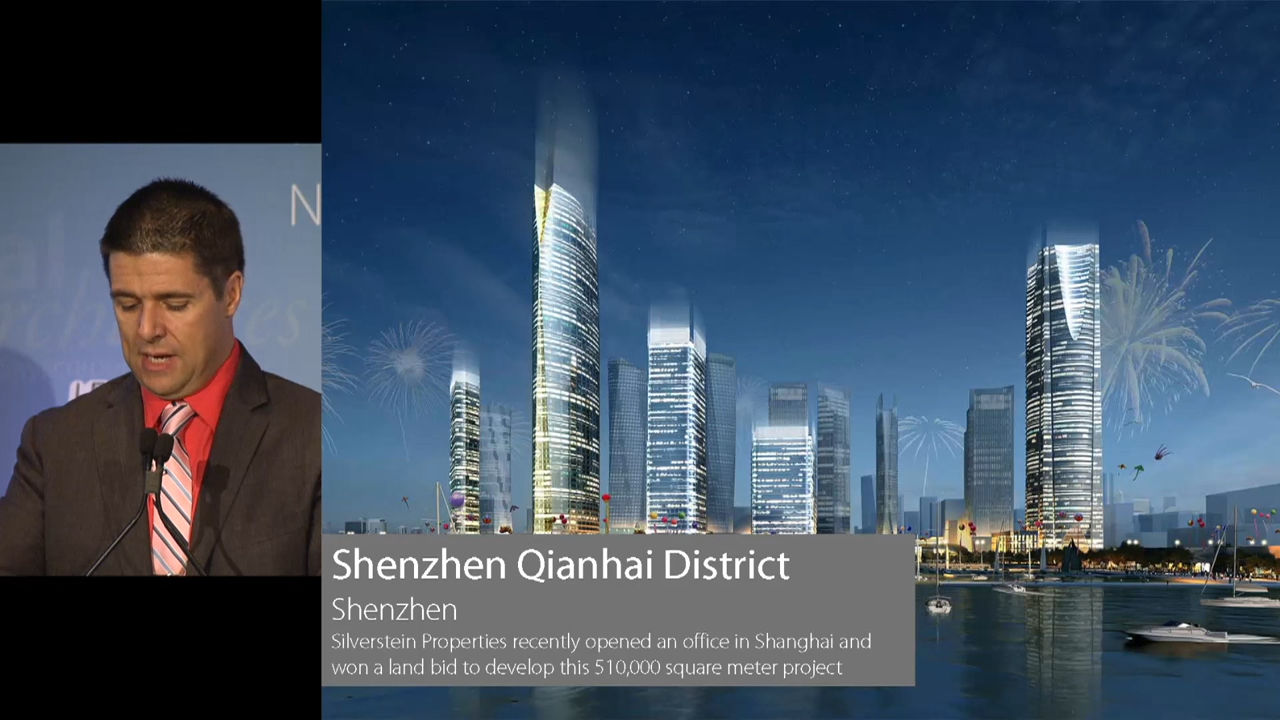 N
Shenzhen Qianhai District
Shenzhen
Silverstein Properties recently opened an office in Shanghai and
won a land bid to develop this 510,000 square meter project